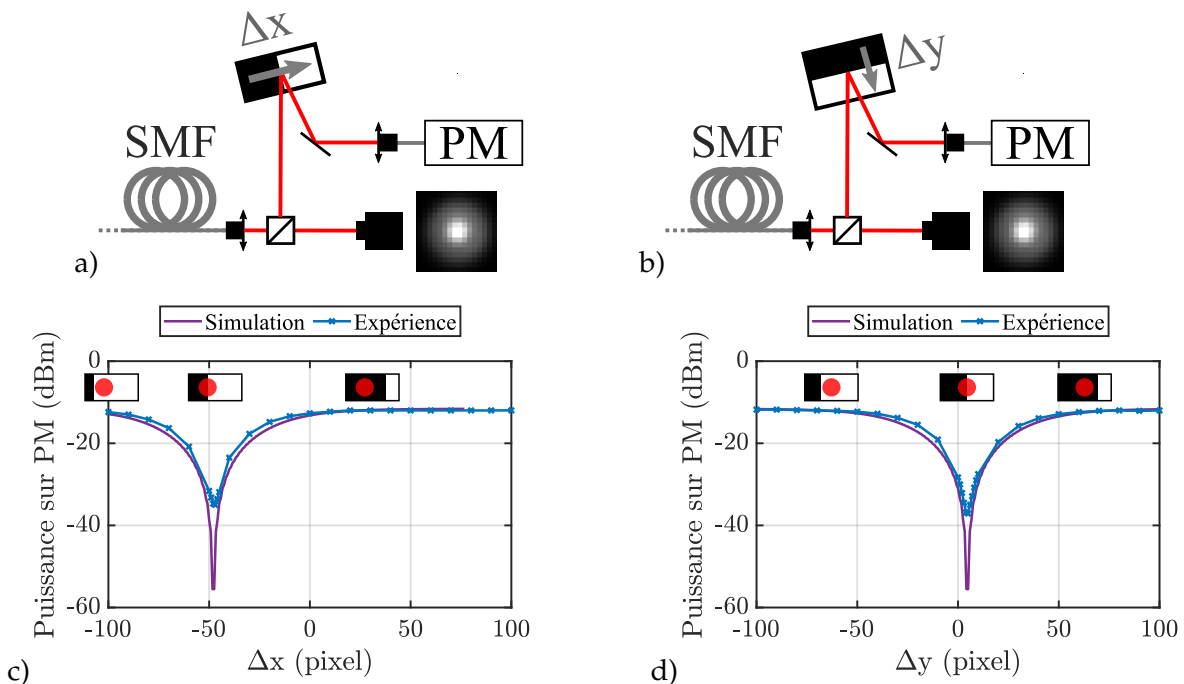 Δx
SMF
PM
a)
Δy
SMF
PM
b)
Simulation Expérience
Puissance sur PM (dBm)
0
-20
-40
-60
-100 -50 0 50 100
Δx (pixel)
c)
Simulation Expérience
Puissance sur PM (dBm)
0
-20
-40
-60
-100 -50 0 50 100
Δy (pixel)
d)